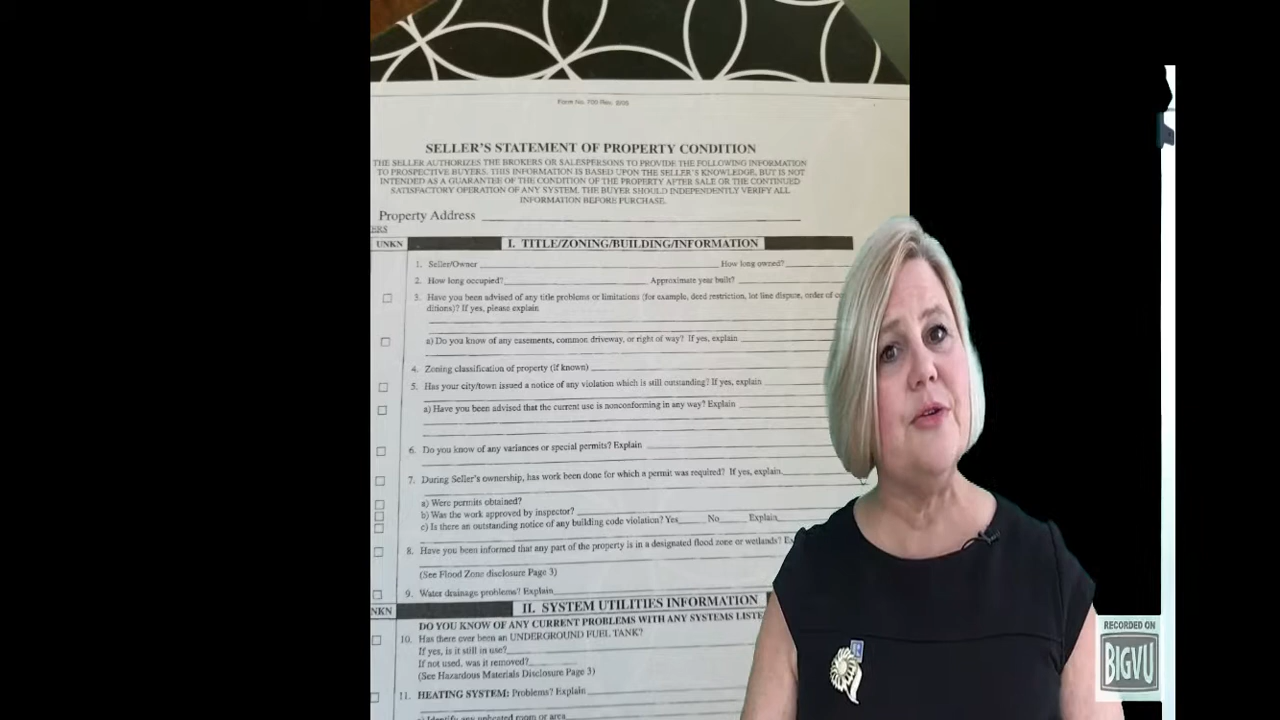 Form No. 700 Rev.
SELLER'S STATEMENT OF PROPERTY CONDITION
THE SELLER AUTHORIZES THE BROKERS OR SALESPERSONS TO PROVIDE THE FOLLOWING INFORMATION
TO PROSPECTIVE BUYERS. THIS INFORMATION IS BASED UPON THE SELLER'S KNOWLEDGE, BUT IS NOT
INTENDED AS A GUARANTEE OF THE CONDITION OF THE PROPERTY AFTER SALE OR THE CONTINUED
SATISFACTORY OPERATION OF ANY SYSTEM. THE BUYER SHOULD INDEPENDENTLY VERIFY ALL
INFORMATION BEFORE PURCHASE.
Property Address
ERS
UNKN I. TITLE/ZONING/BUILDING/INFORMATION
1. Seller/Owner How long owned?
2. How long occupied? Approximate year built?
3. Have you been advised of any title problems or limitations (for example, deed restriction, lot line dispute, order of co
ditions)? If yes, please explain
a) Do you know of any easements, common driveway, or right of way? If yes, explain
4. Zoning classification of property (if known)
5. Has your city/town issued a notice of any violation which is still outstanding? If yes, explain
a) Have you been advised that the current use is nonconforming in any way? Explain
6. Do you know of any variances or special permits? Explain
7. During Seller's ownership, has work been done for which a permit was required? If yes, explain
a) Were permits obtained?
b) Was the work approved by inspector?
c) Is there an outstanding notice of any building code violation? Yes No Explain
8. Have you been informed that any part of the property is in a designated flood zone or wetlands? Ex
(See Flood Zone disclosure Page 3)
9. Water drainage problems? Explain
NKN II. SYSTEM UTILITIES INFORMATION
DO YOU KNOW OF ANY CURRENT PROBLEMS WITH ANY SYSTEMS LISTE
10. Has there ever been an UNDERGROUND FUEL TANK?
If yes, is it still in use?
If not used, was it removed?
(See Hazardous Materials Disclosure Page 3)
11. HEATING SYSTEM: Problems? Explain
a) Identify any unheated room or area
RECORDED ON
BIGVU